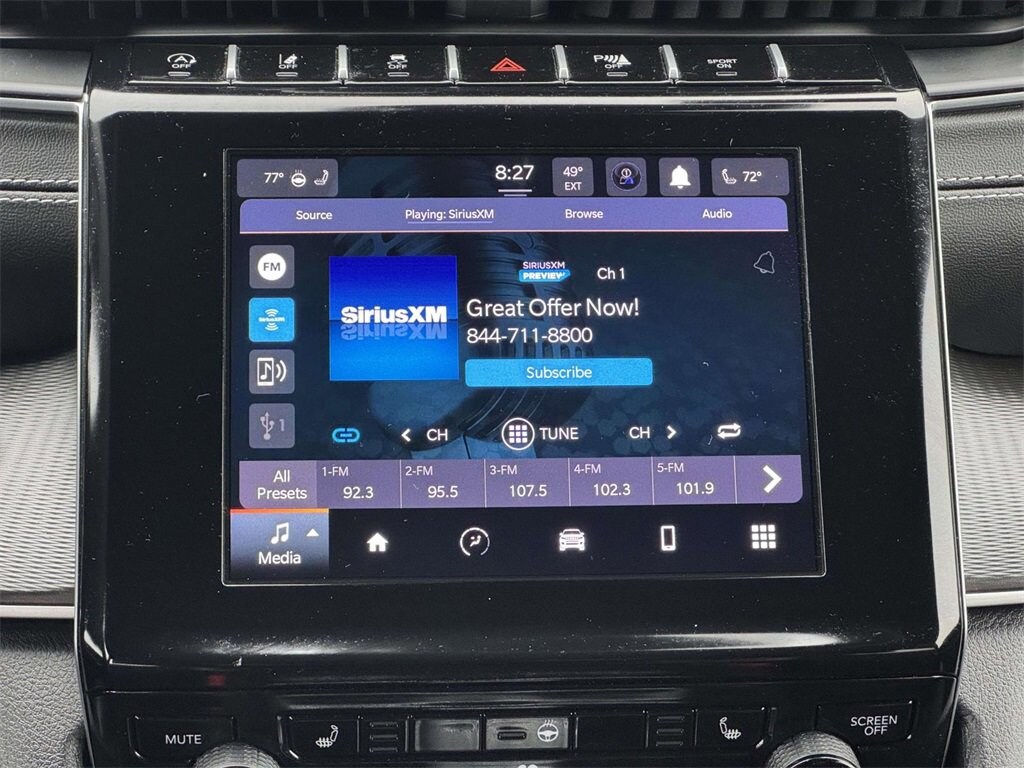 A OFF
OFF
OFF
P OFF
SPORT ON
77°
8:27
49°
EXT
72°
Source
Playing: SiriusXM
Browse
Audio
FM
SiriusXM
SIRIUSXM
PREVIEW
Ch 1
SiriusXM
Great Offer Now!
844-711-8800
Subscribe
1
CH
TUNE
CH
All
Presets
1-FM
92.3
2-FM
95.5
3-FM
107.5
4-FM
102.3
5-FM
101.9
Media
MUTE
SCREEN
OFF